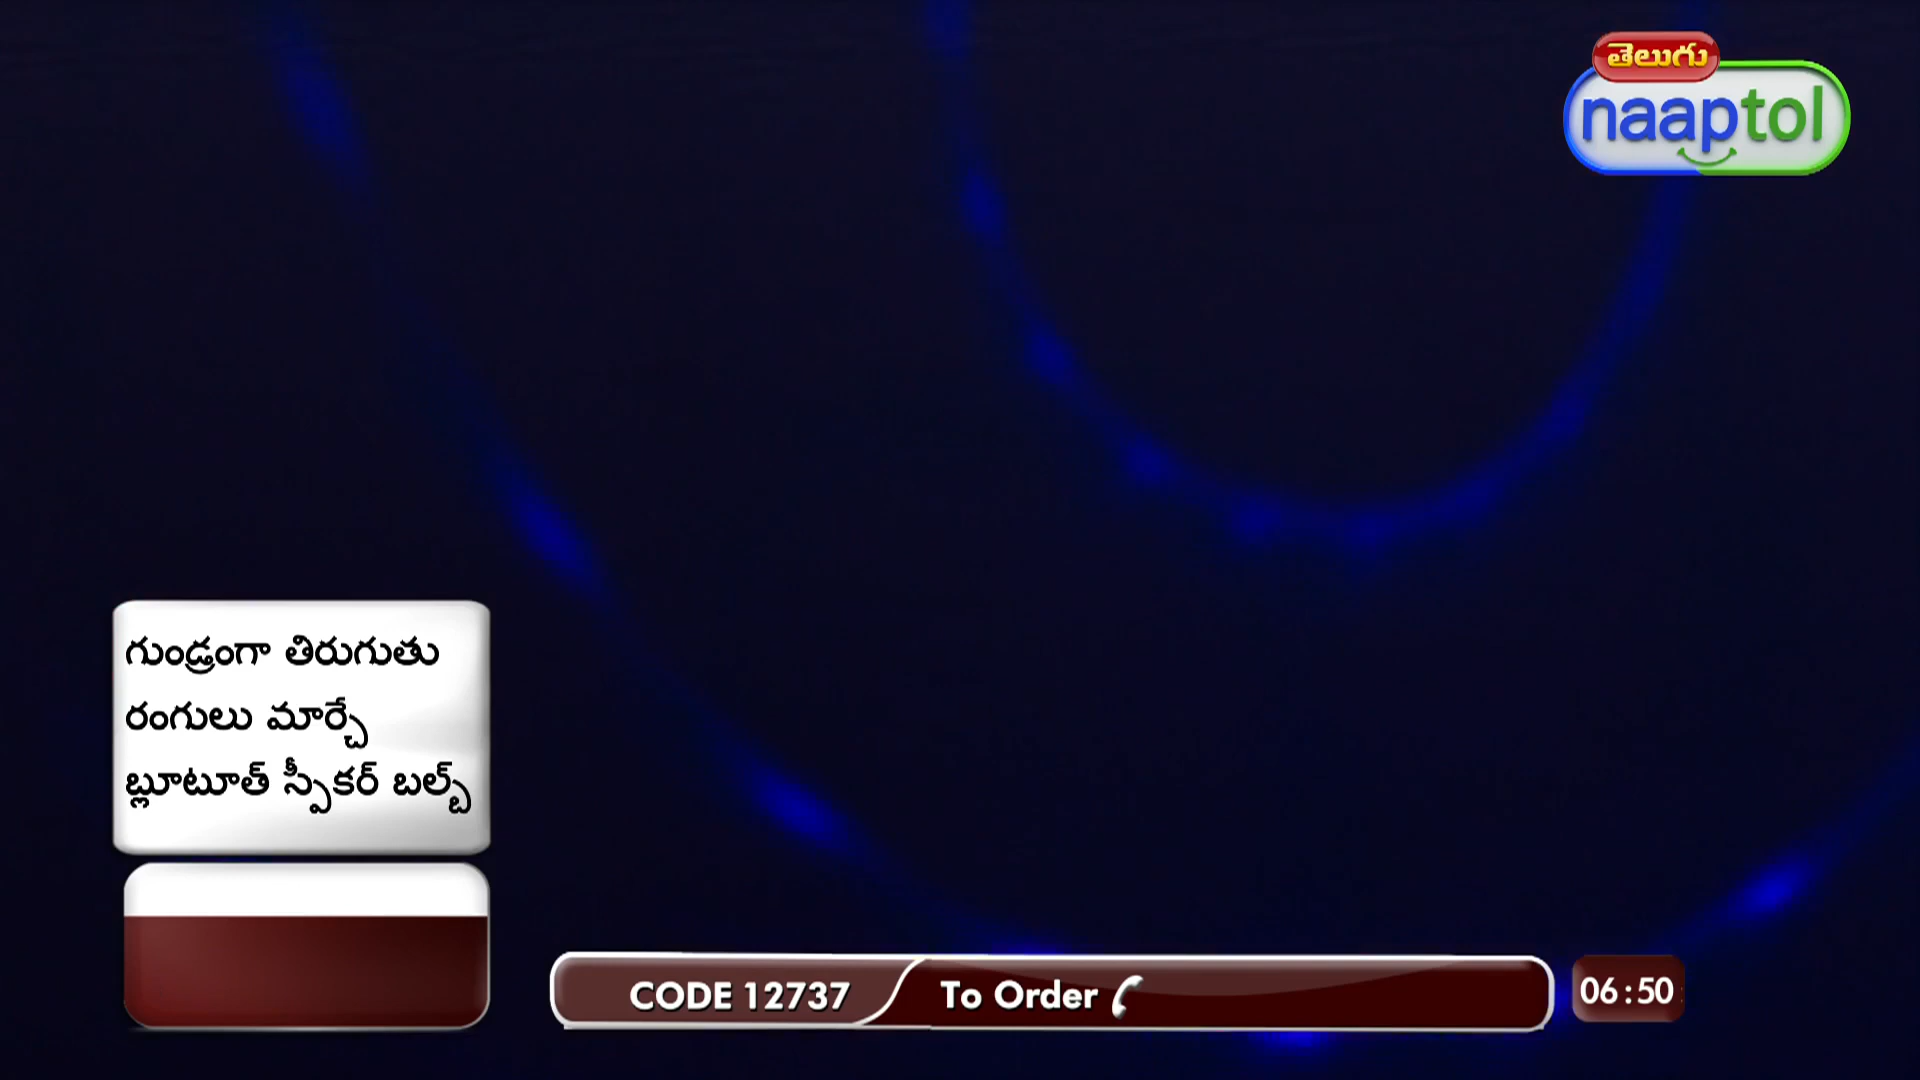 తెలుగు
naaptol
గుండ్రంగా తిరుగుతు
రంగులు మార్చే
బ్లూటూత్ స్పీకర్ బల్బ్
CODE 12737 To Order
06:50